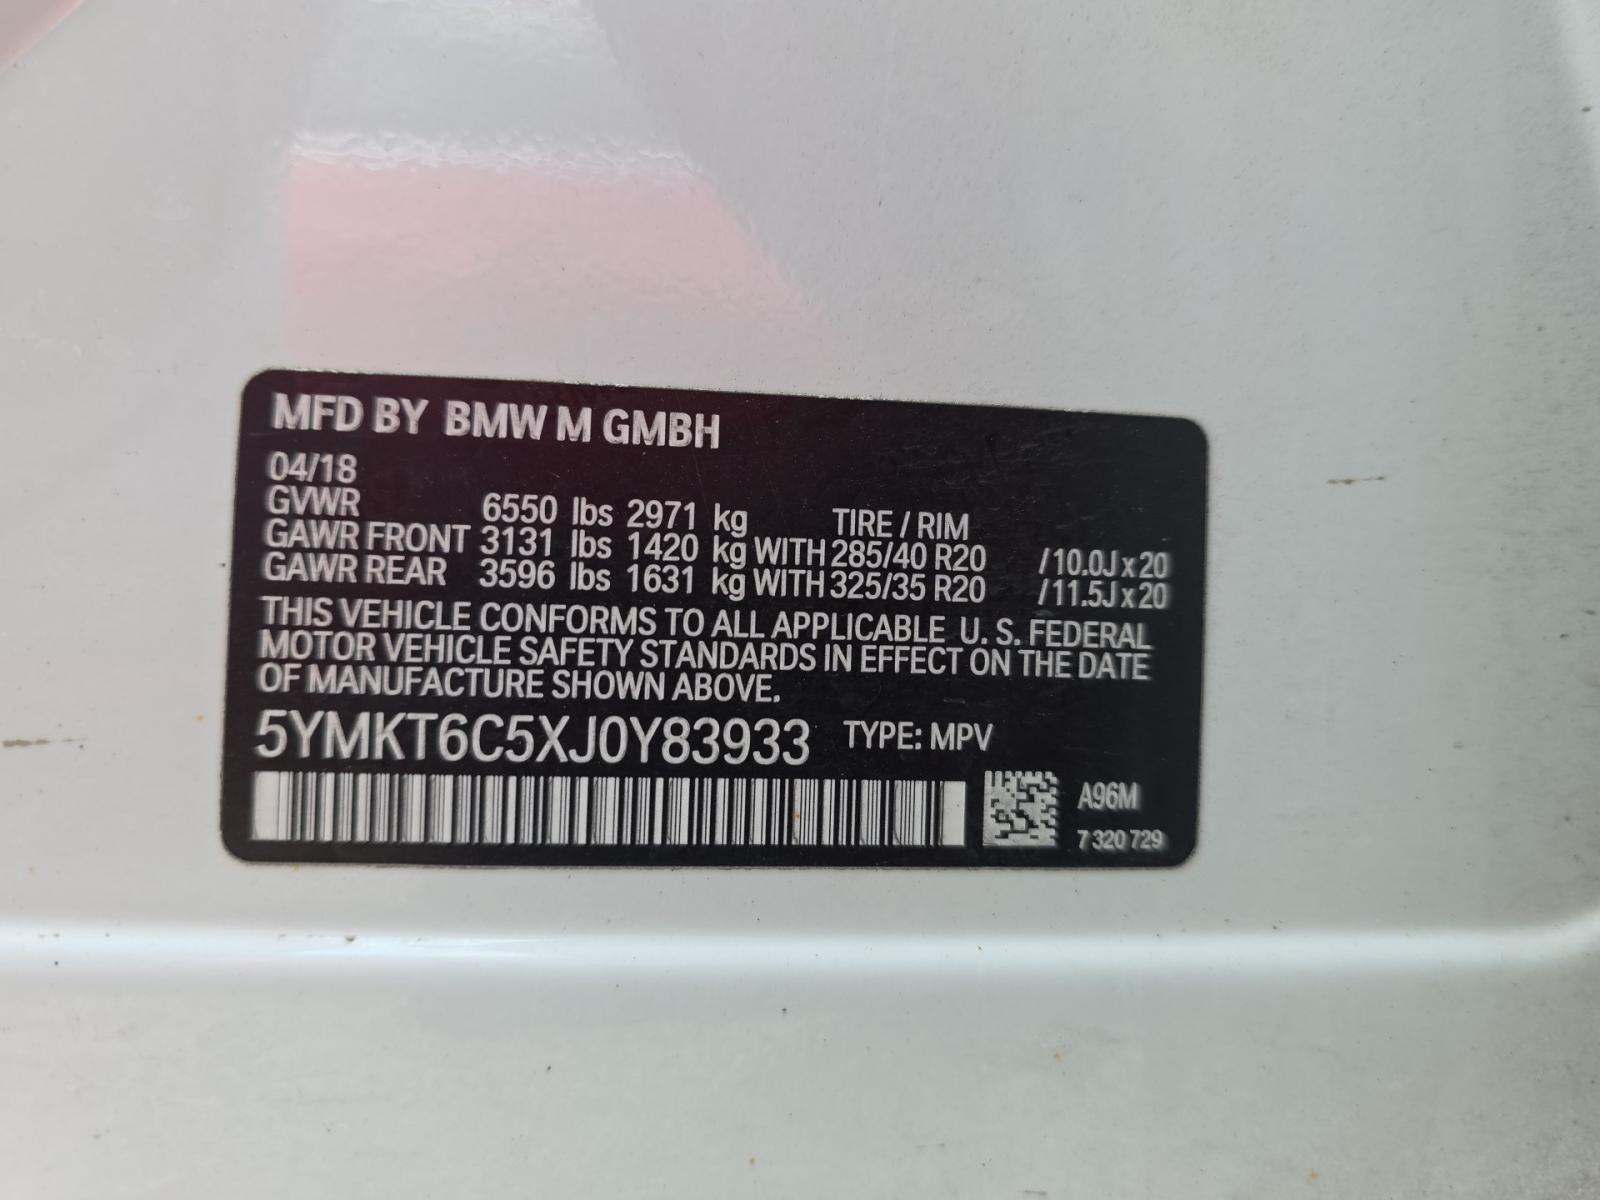 MFD BY BMW M GMBH
04/18
GVWR 6550 lbs 2971 kg TIRE / RIM
GAWR FRONT 3131 lbs 1420 kg WITH 285/40 R20 /10.0J x 20
GAWR REAR 3596 lbs 1631 kg WITH 325/35 R20 /11.5J x 20
THIS VEHICLE CONFORMS TO ALL APPLICABLE U. S. FEDERAL
MOTOR VEHICLE SAFETY STANDARDS IN EFFECT ON THE DATE
OF MANUFACTURE SHOWN ABOVE.
5YMKT6C5XJ0Y83933 TYPE: MPV
A96M
7 320 729